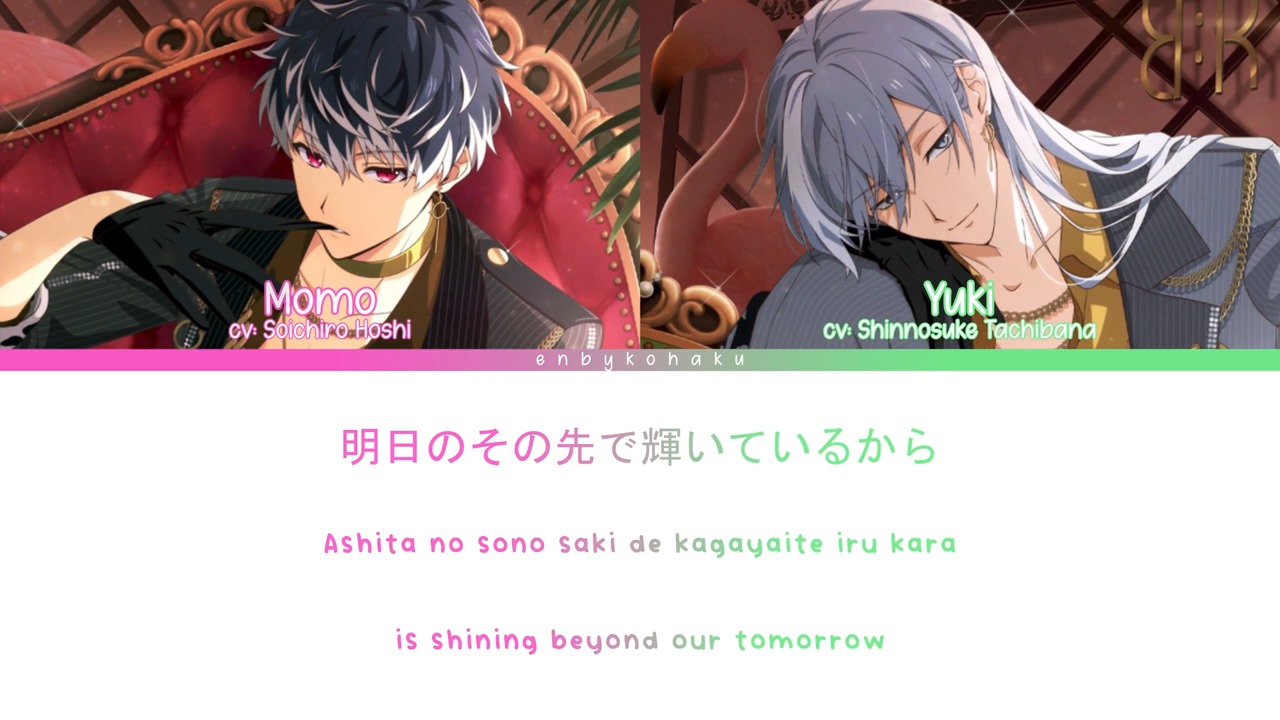 Momo
cv: Soichiro Hoshi
Yuki
cv: Shinnosuke Tachibana
enbykohaku
明日のその先で輝いているから
Ashita no sono saki de kagayaite iru kara
is shining beyond our tomorrow